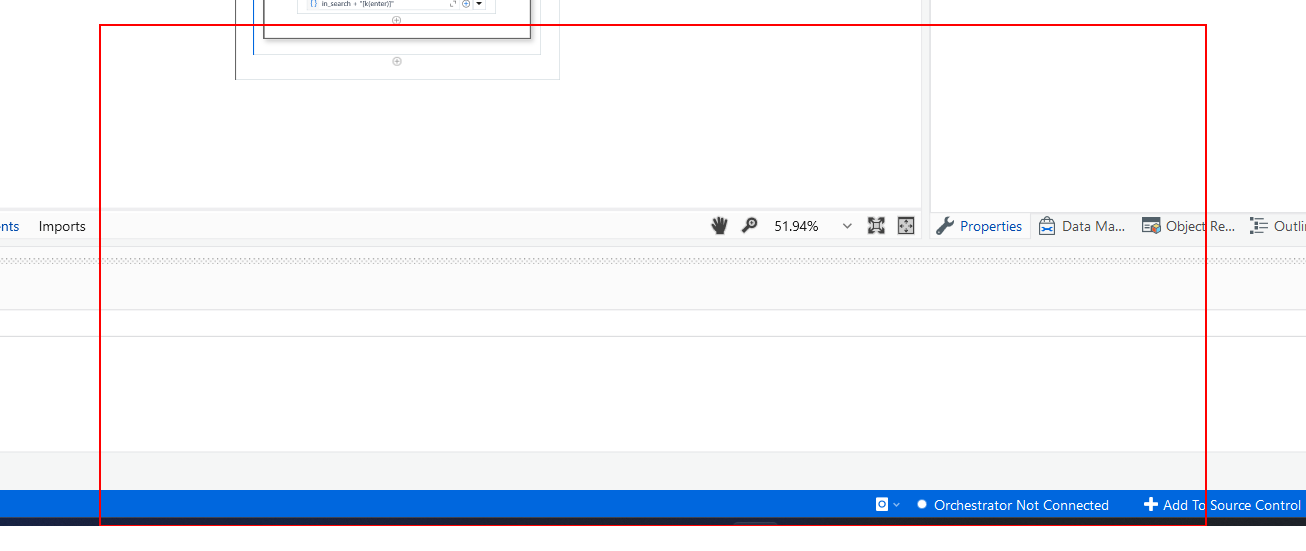 {} in_search + "[k(enter)]"
nts Imports 51.94% Properties Data Ma... Object Re... Outli
Orchestrator Not Connected Add To Source Control